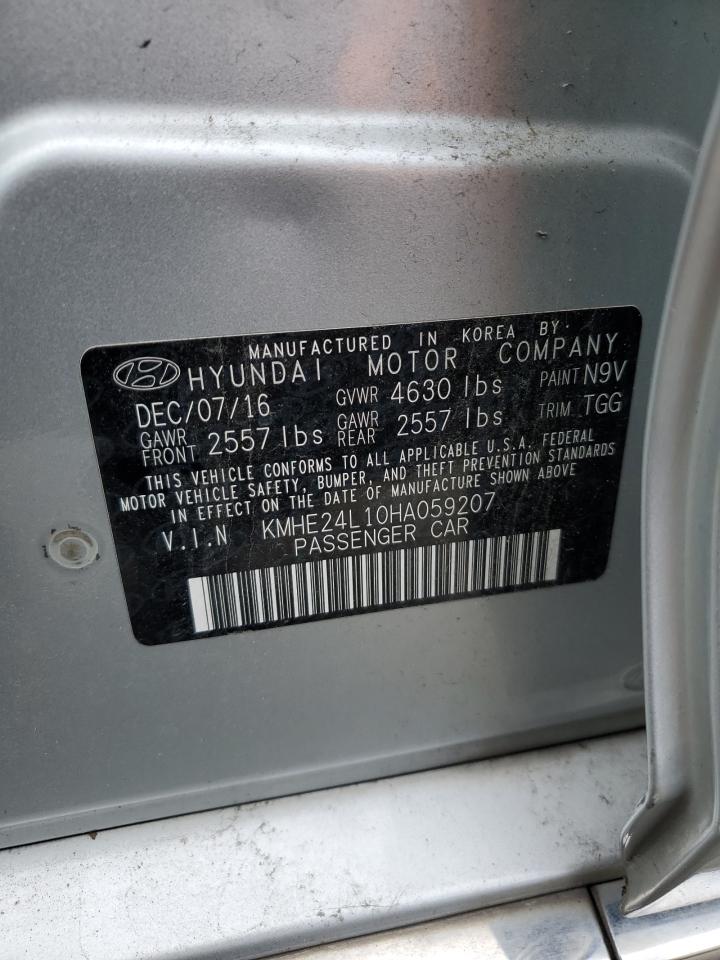 MANUFACTURED IN KOREA BY:
HYUNDAI MOTOR COMPANY
DEC/07/16 GVWR 4630 lbs PAINT N9V
GAWR FRONT 2557 lbs GAWR REAR 2557 lbs TRIM TGG
THIS VEHICLE CONFORMS TO ALL APPLICABLE U.S.A. FEDERAL
MOTOR VEHICLE SAFETY, BUMPER, AND THEFT PREVENTION STANDARDS
IN EFFECT ON THE DATE OF MANUFACTURE SHOWN ABOVE
V.I.N KMHE24L10HA059207
PASSENGER CAR